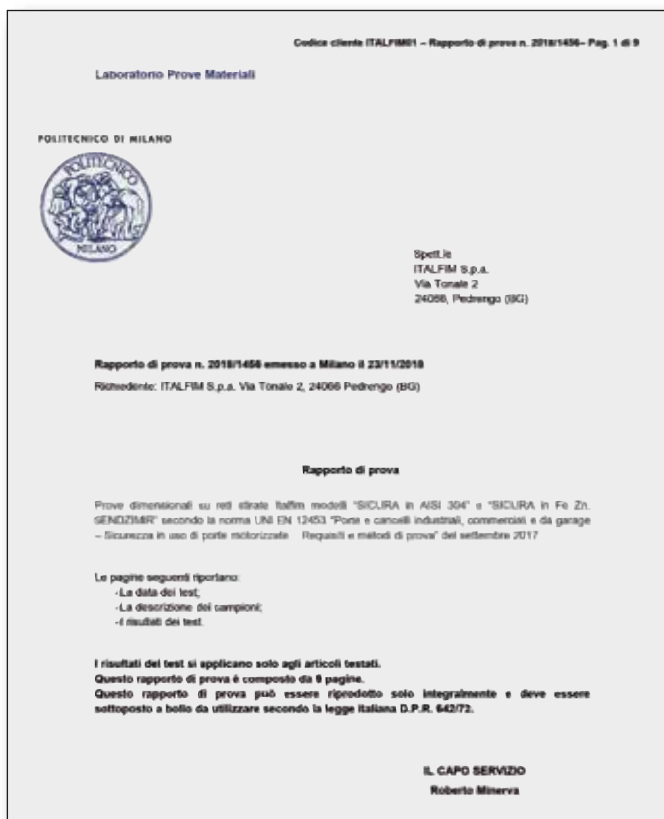 Codice cliente ITALFIM01 – Rapporto di prova n. 2018/1456– Pag. 1 di 9
Laboratorio Prove Materiali
POLITECNICO DI MILANO
POLITECNICO
MILANO
Spett.le
ITALFIM S.p.a.
Via Tonale 2
24066, Pedrengo (BG)
Rapporto di prova n. 2018/1456 emesso a Milano il 23/11/2018
Richiedente: ITALFIM S.p.a. Via Tonale 2, 24066 Pedrengo (BG)
Rapporto di prova
Prove dimensionali su reti stirate Italfim modelli "SICURA in AISI 304" e "SICURA in Fe Zn.
SENDZIMIR" secondo la norma UNI EN 12453 "Porte e cancelli industriali, commerciali e da garage
– Sicurezza in uso di porte motorizzate Requisiti e metodi di prova" del settembre 2017
Le pagine seguenti riportano:
-La data dei test;
-La descrizione dei campioni;
-I risultati dei test.
I risultati del test si applicano solo agli articoli testati.
Questo rapporto di prova è composto da 9 pagine.
Questo rapporto di prova può essere riprodotto solo integralmente e deve essere
sottoposto a bollo da utilizzare secondo la legge italiana D.P.R. 642/72.
IL CAPO SERVIZIO
Roberto Minerva